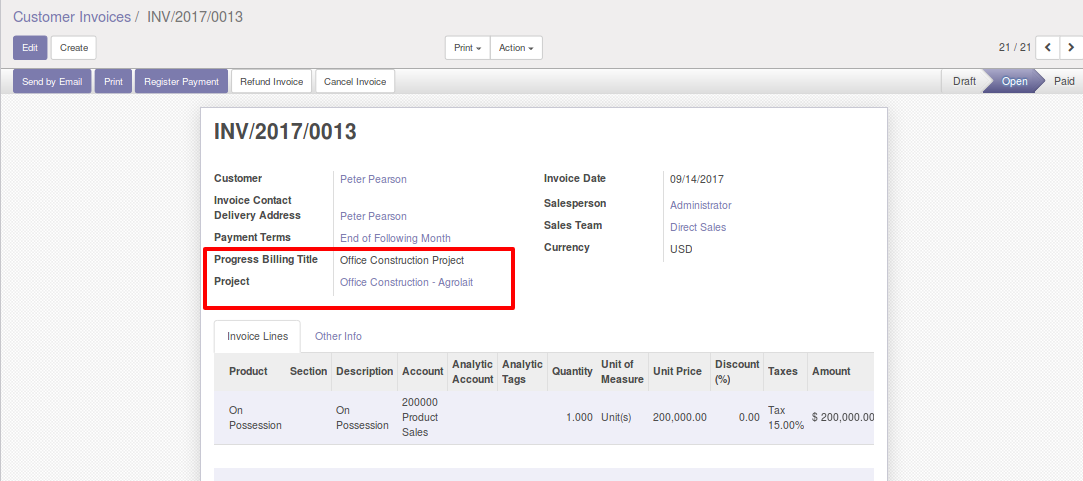 Customer Invoices / INV/2017/0013
Edit Create Print Action 21 / 21
Send by Email Print Register Payment Refund Invoice Cancel Invoice Draft Open Paid
INV/2017/0013
Customer Peter Pearson Invoice Date 09/14/2017
Invoice Contact Salesperson Administrator
Delivery Address Peter Pearson Sales Team Direct Sales
Payment Terms End of Following Month Currency USD
Progress Billing Title Office Construction Project
Project Office Construction - Agrolait
Invoice Lines Other Info
Product Section Description Account Analytic Account Analytic Tags Quantity Unit of Measure Unit Price Discount (%) Taxes Amount
On Possession On Possession 200000 Product Sales 1.000 Unit(s) 200,000.00 0.00 Tax 15.00% $ 200,000.00